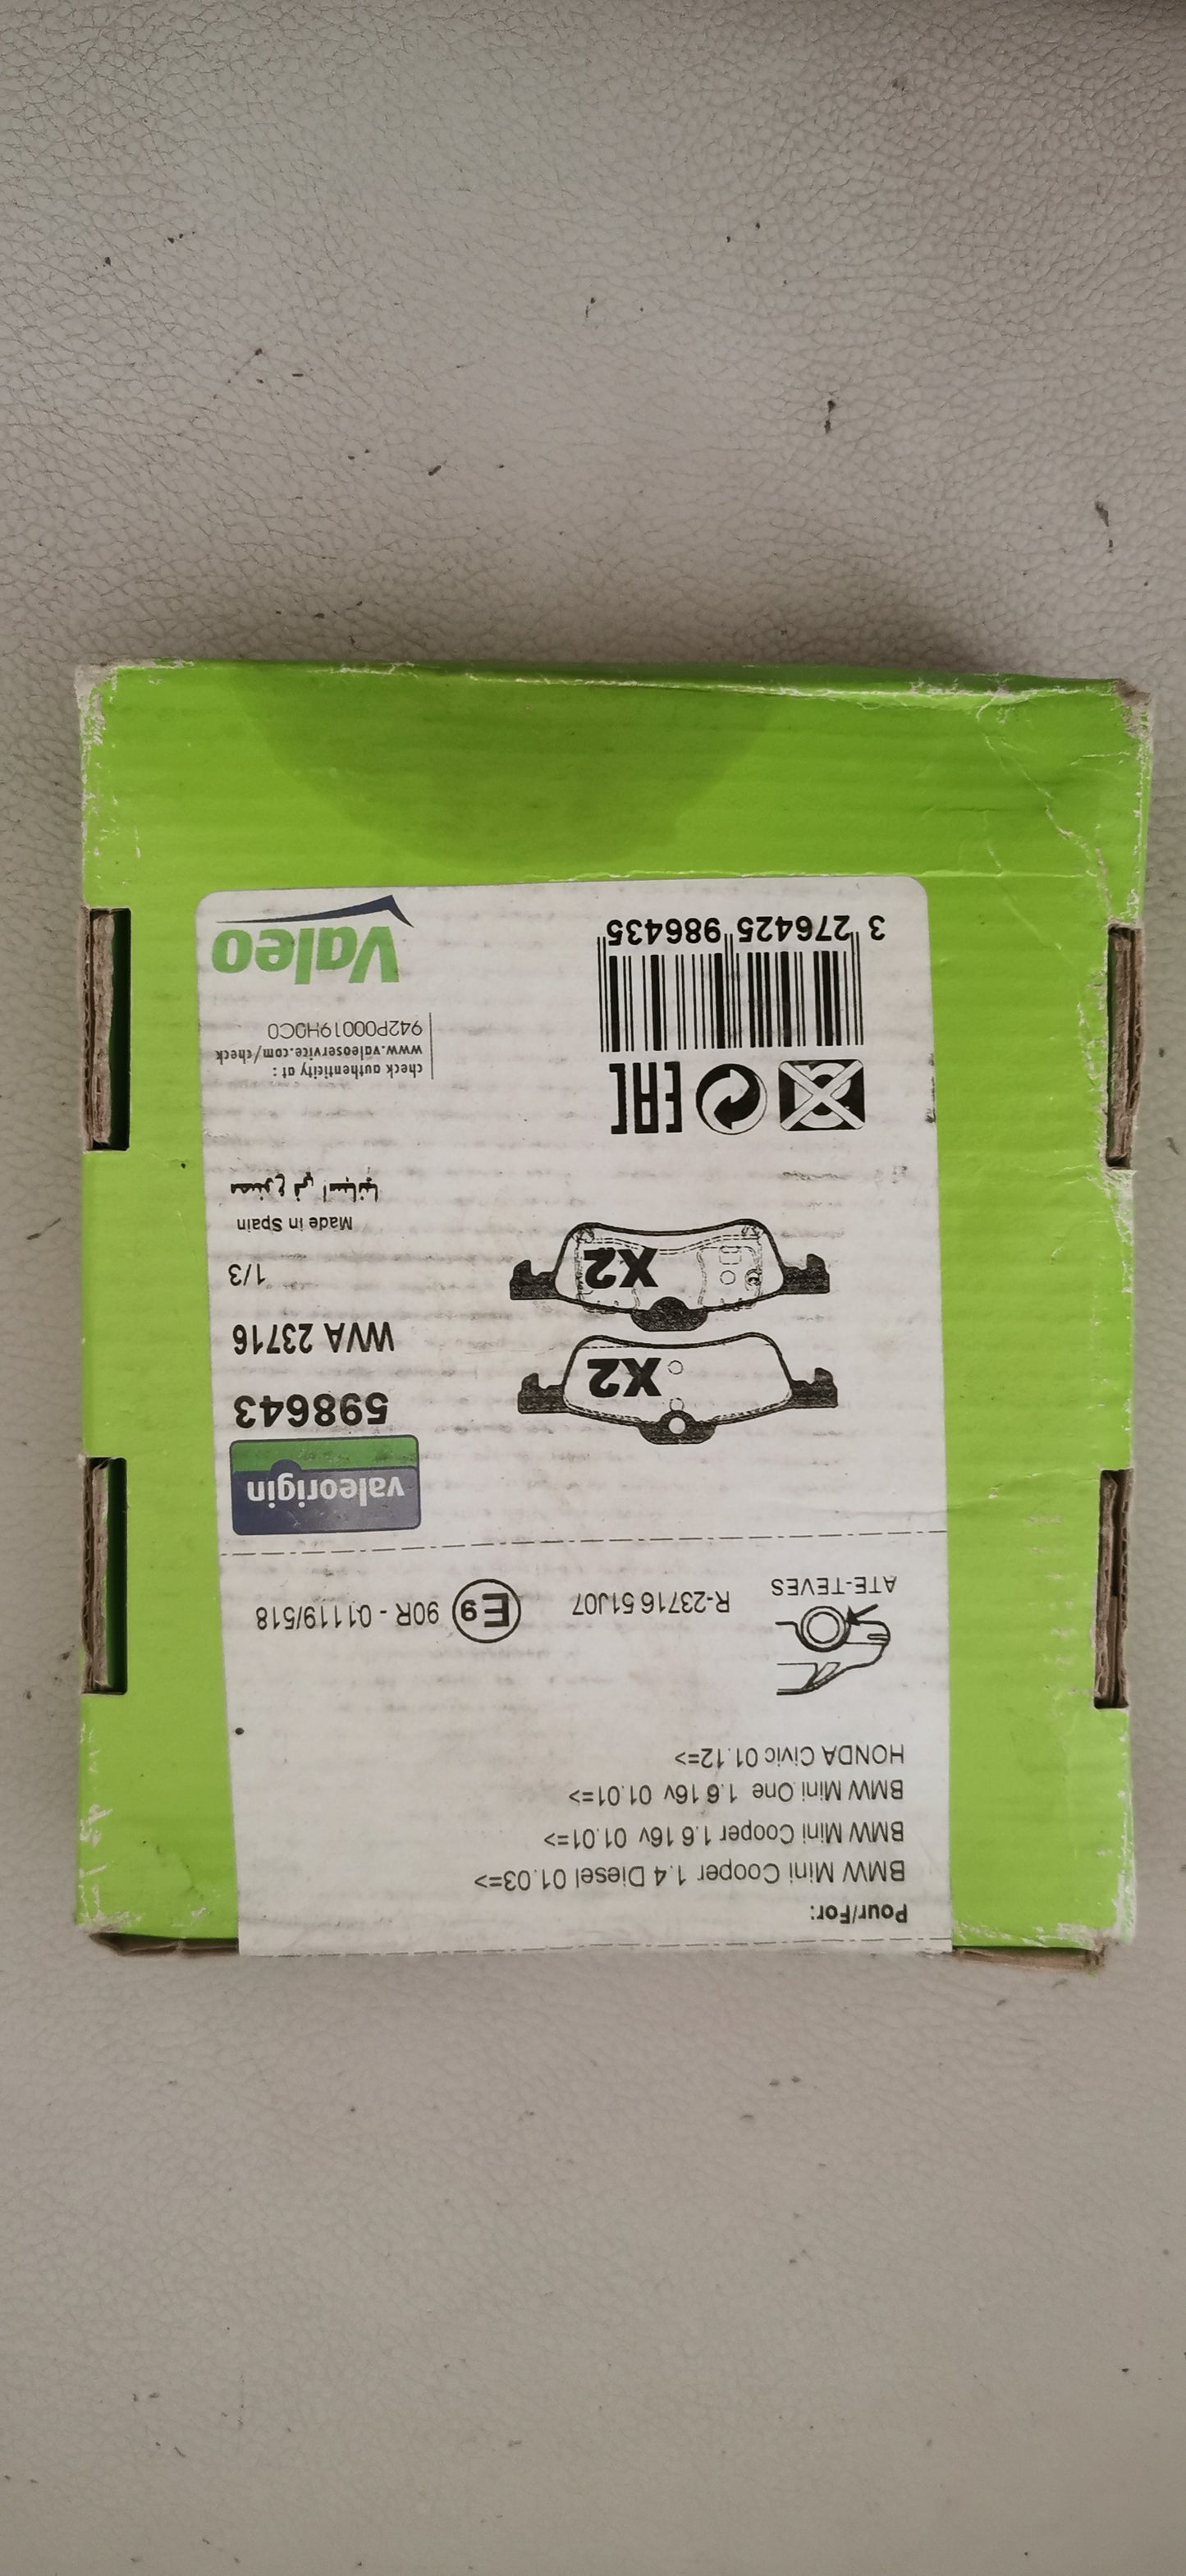 Pour/For:
BMW Mini Cooper 1.4 Diesel 01.03=>
BMW Mini Cooper 1.6 16v 01.01=>
BMW Mini One 1.6 16v 01.01=>
HONDA Civic 01.12=>
ATE-TEVES
R-23716 51J07
E9
90R - 01119/518
valeorigin
598643
WVA 23716
1/3
Made in Spain
مصنوع في اسبانيا
X2
X2
EAC
check authenticity at :
www.valeoservice.com/check
942P00019H0C0
3 276425 986435
Valeo